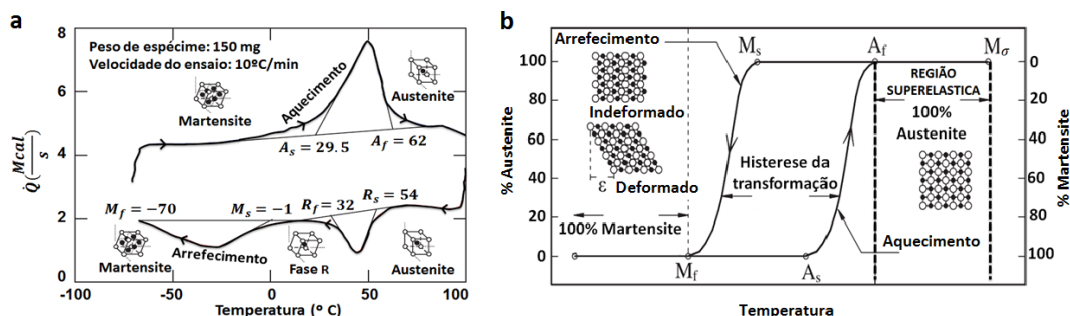 a
Peso de espécime: 150 mg
Velocidade do ensaio: 10ºC/min
Martensite
Aquecimento
Austenite
A_s = 29.5
A_f = 62
M_f = −70
M_s = −1
R_f = 32
R_s = 54
Martensite
Arrefecimento
Fase R
Austenite
Q̇(Mcal/s)
8
6
4
2
0
-100
-50
0
50
100
Temperatura (º C)
b
Arrefecimento
M_s
A_f
M_σ
Indeformado
ε
Deformado
100% Martensite
Histerese da
transformação
REGIÃO
SUPERELASTICA
100%
Austenite
Aquecimento
M_f
A_s
% Austenite
100
80
60
40
20
0
% Martensite
0
20
40
60
80
100
Temperatura